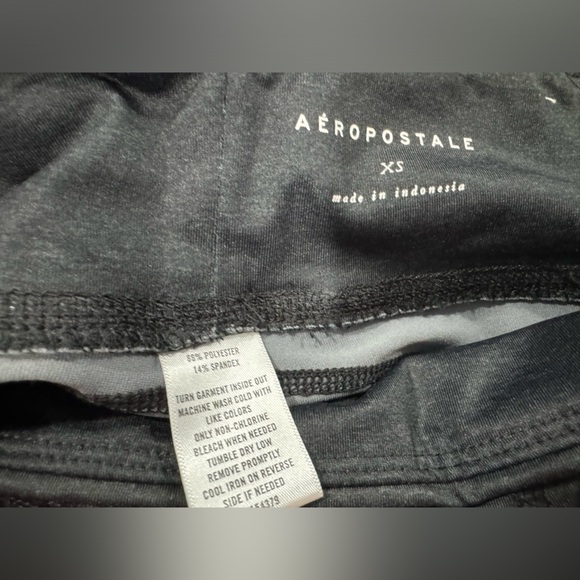 AÉROPOSTALE
XS
made in indonesia
86% POLYESTER
14% SPANDEX
TURN GARMENT INSIDE OUT
MACHINE WASH COLD WITH
LIKE COLORS
ONLY NON-CHLORINE
BLEACH WHEN NEEDED
TUMBLE DRY LOW
REMOVE PROMPTLY
COOL IRON ON REVERSE
SIDE IF NEEDED